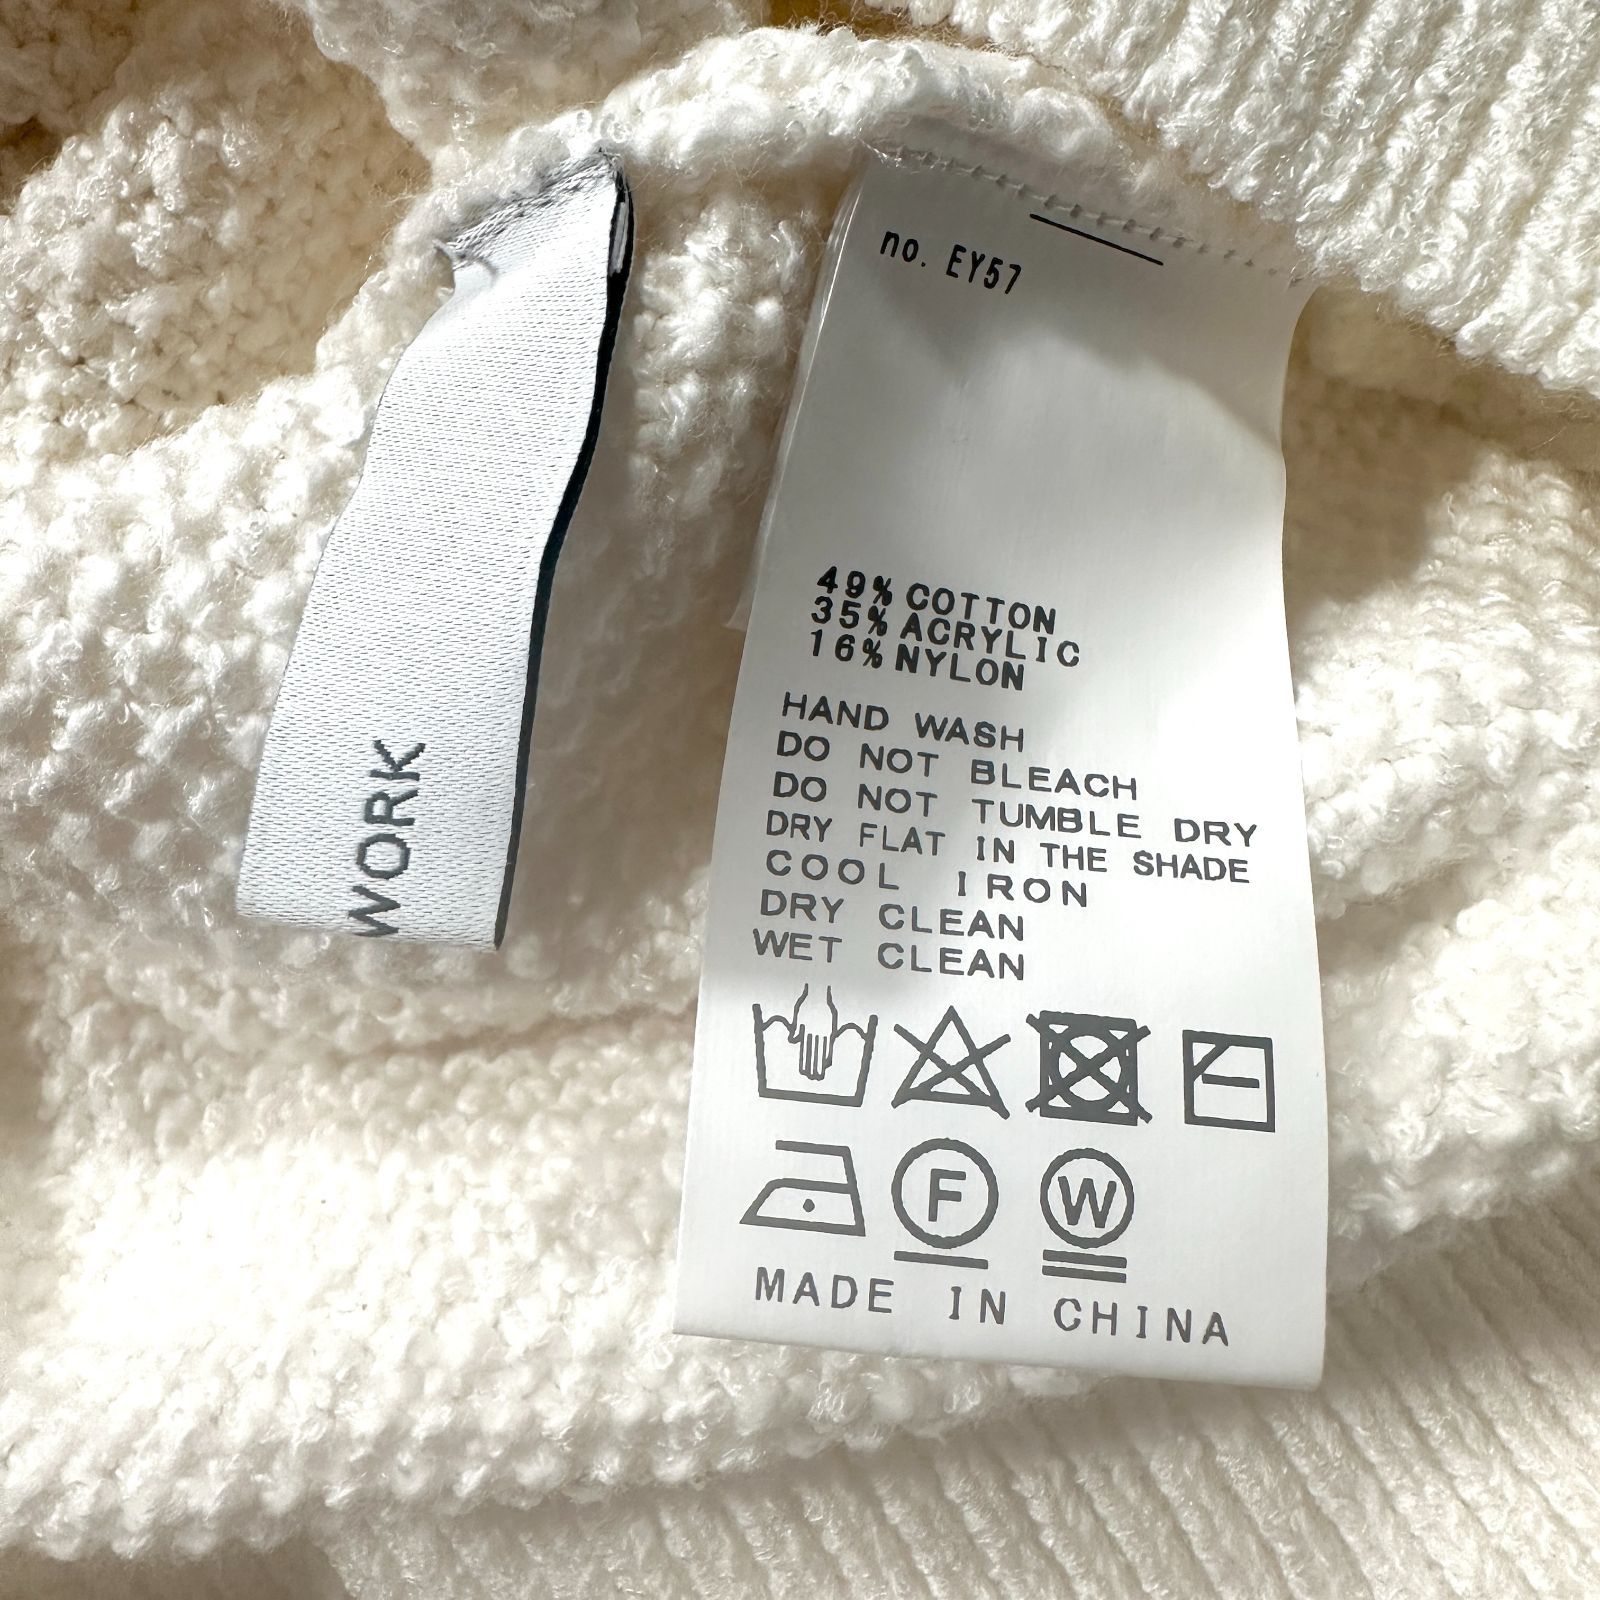 WORK
no. EY57
49% COTTON
35% ACRYLIC
16% NYLON
HAND WASH
DO NOT BLEACH
DO NOT TUMBLE DRY
DRY FLAT IN THE SHADE
COOL IRON
DRY CLEAN
WET CLEAN
F W
MADE IN CHINA